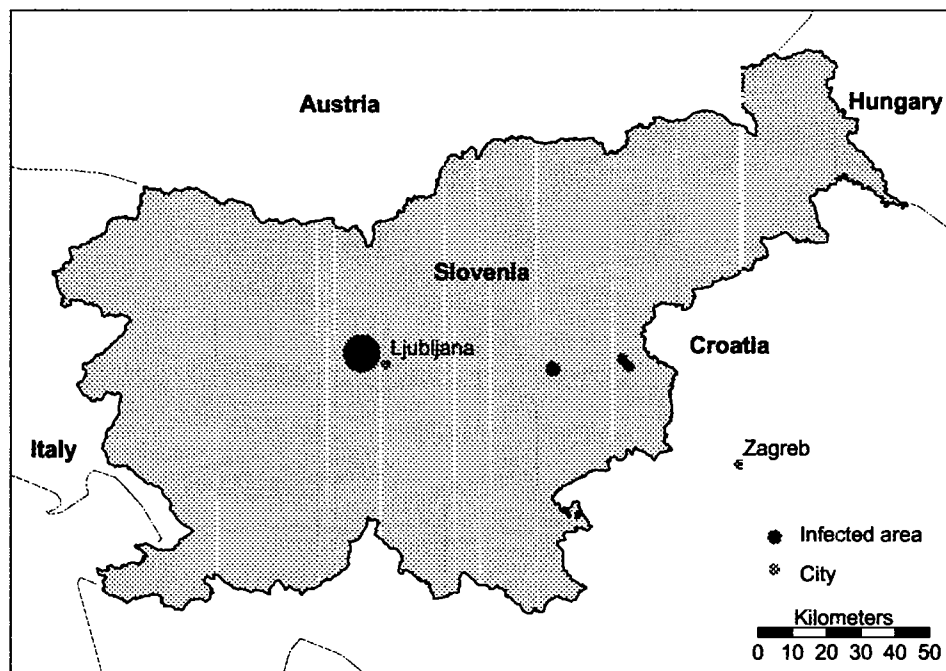 Austria
Hungary
Slovenia
Ljubljana
Croatia
Italy
Zagreb
Infected area
City
Kilometers
0 10 20 30 40 50